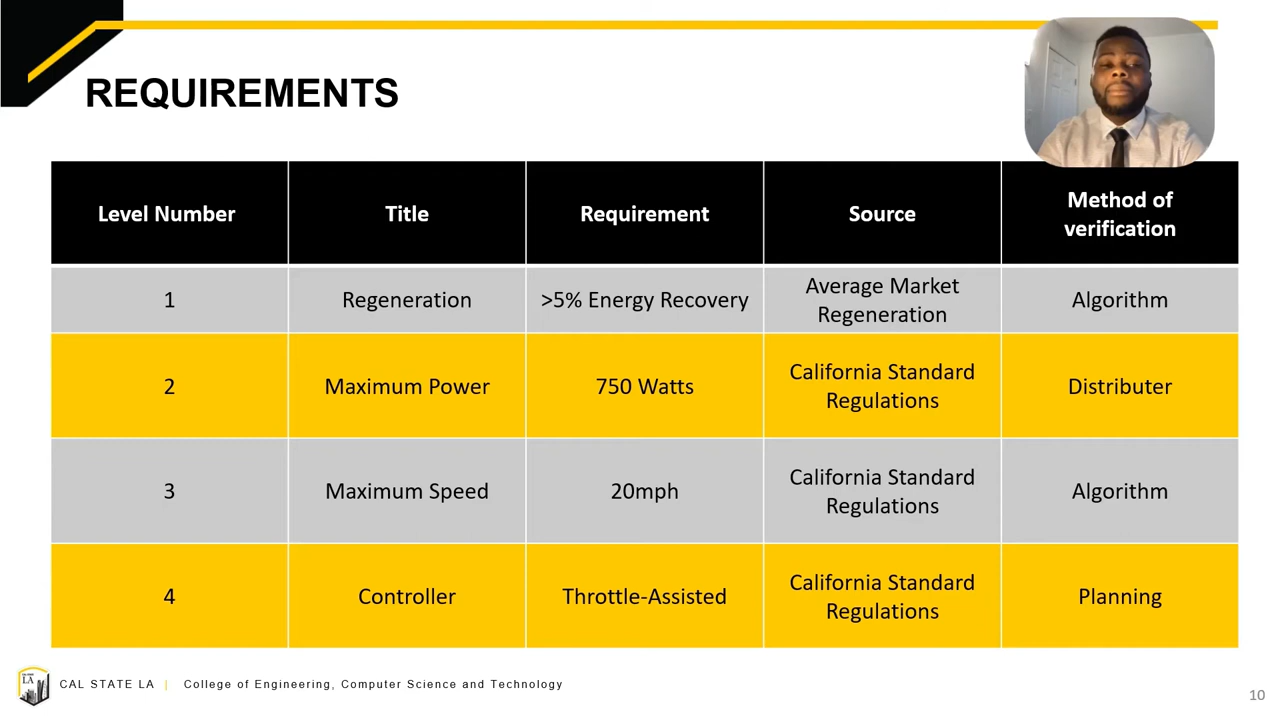 REQUIREMENTS
Level Number
Title
Requirement
Source
Method of
verification
1
Regeneration
>5% Energy Recovery
Average Market
Regeneration
Algorithm
2
Maximum Power
750 Watts
California Standard
Regulations
Distributer
3
Maximum Speed
20mph
California Standard
Regulations
Algorithm
4
Controller
Throttle-Assisted
California Standard
Regulations
Planning
LA
CAL STATE LA | College of Engineering, Computer Science and Technology
10